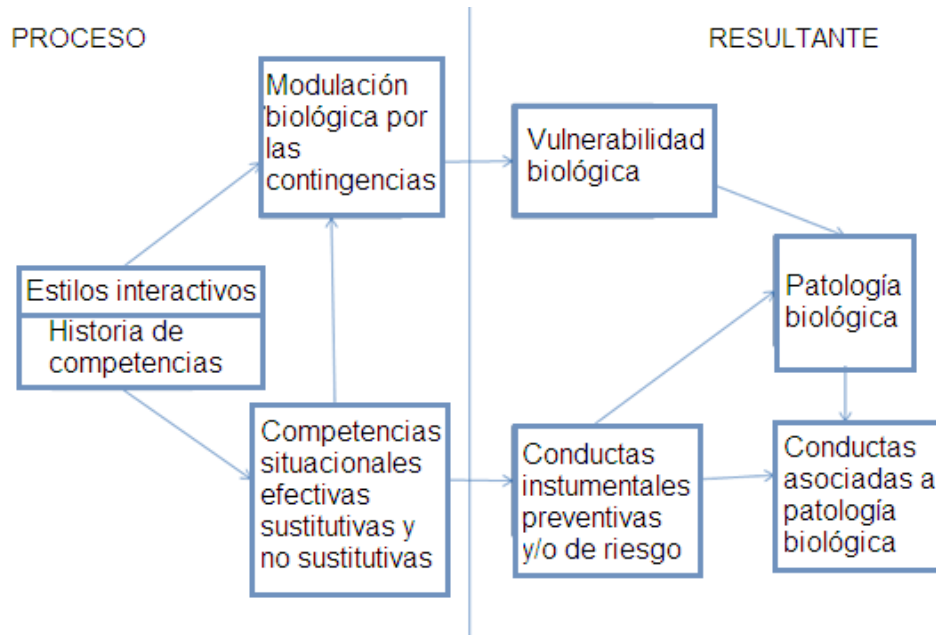 PROCESO
RESULTANTE
Modulación
biológica por
las
contingencias
Vulnerabilidad
biológica
Estilos interactivos
Historia de
competencias
Patología
biológica
Competencias
situacionales
efectivas
sustitutivas y
no sustitutivas
Conductas
instumentales
preventivas
y/o de riesgo
Conductas
asociadas a
patología
biológica